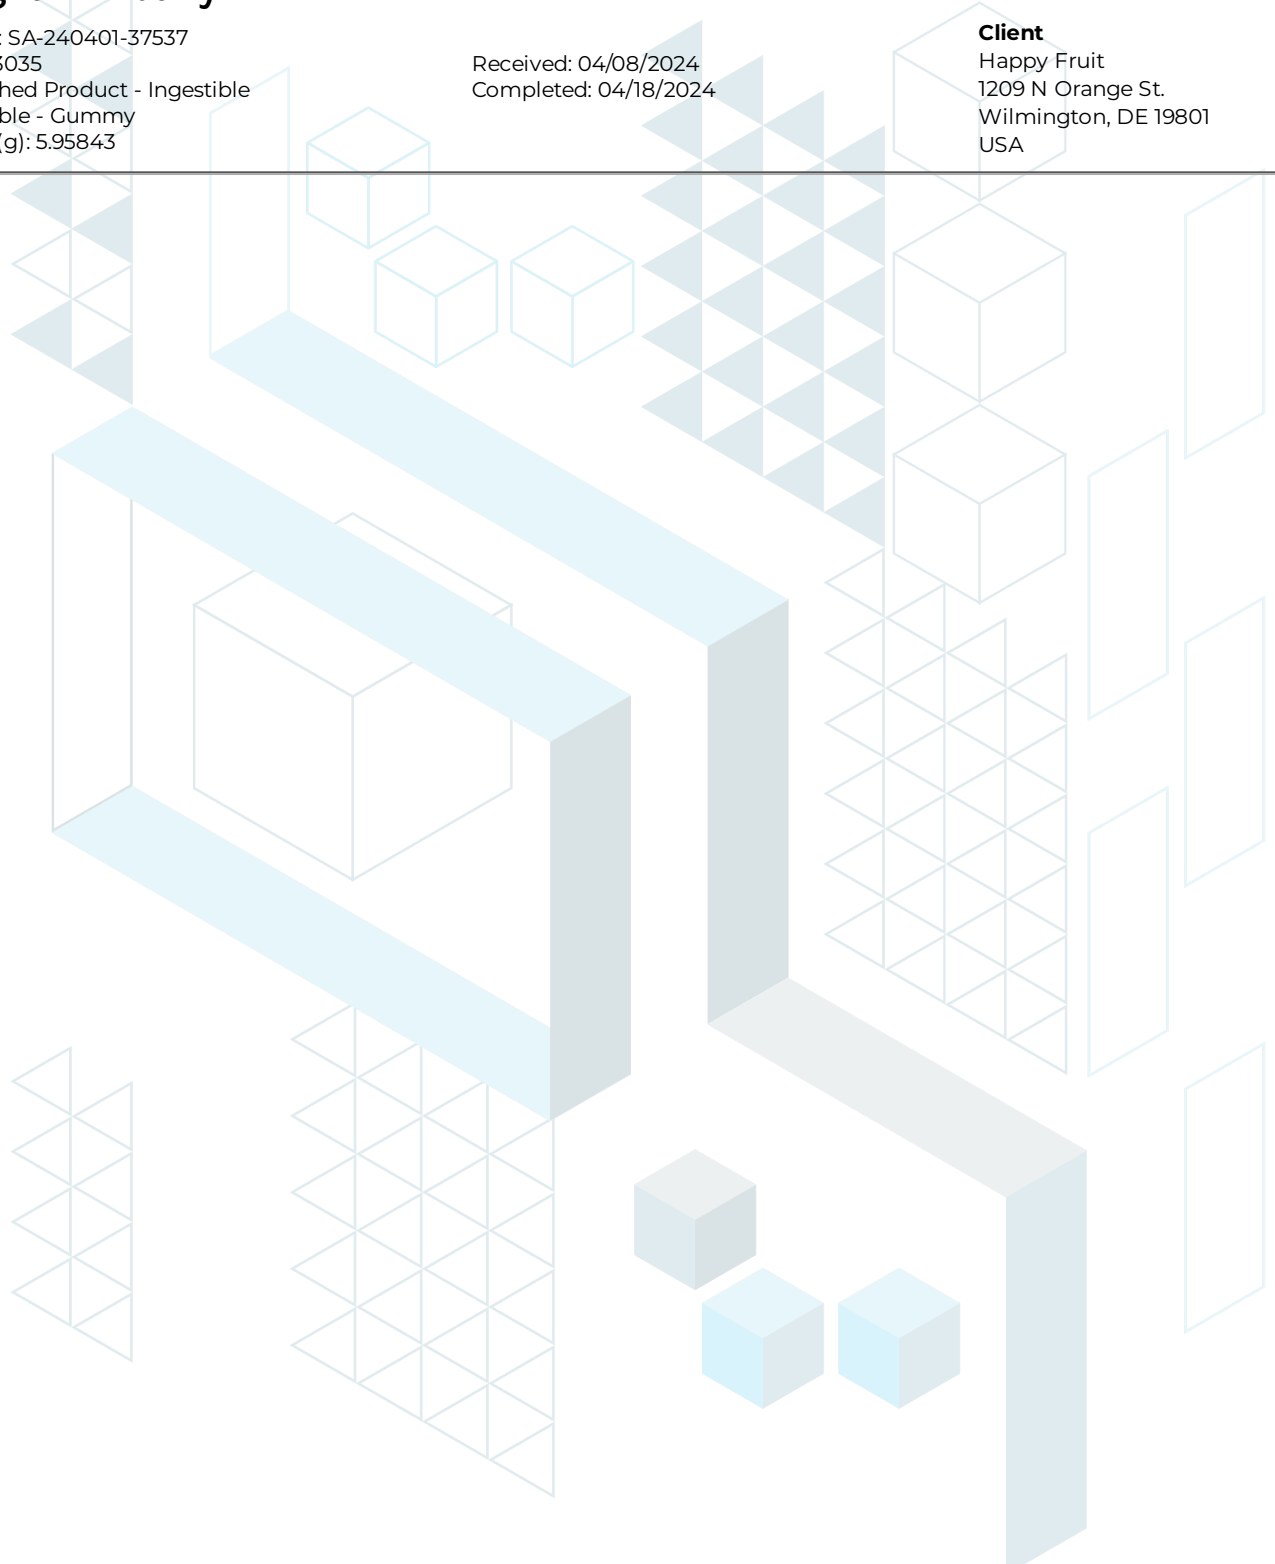 : SA-240401-37537
3035
hed Product - Ingestible
ble - Gummy
(g): 5.95843
Received: 04/08/2024
Completed: 04/18/2024
Client
Happy Fruit
1209 N Orange St.
Wilmington, DE 19801
USA